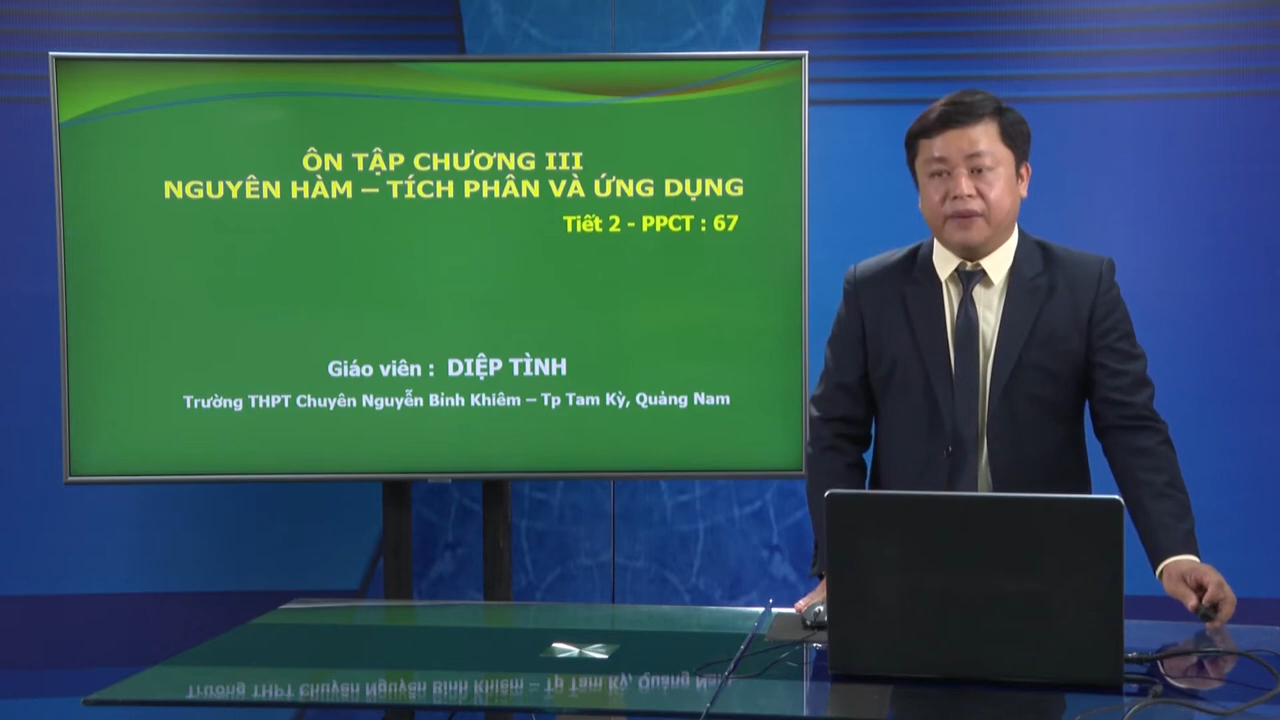 ÔN TẬP CHƯƠNG III
NGUYÊN HÀM – TÍCH PHÂN VÀ ỨNG DỤNG
Tiết 2 - PPCT : 67
Giáo viên : DIỆP TÌNH
Trường THPT Chuyên Nguyễn Bỉnh Khiêm – Tp Tam Kỳ, Quảng Nam